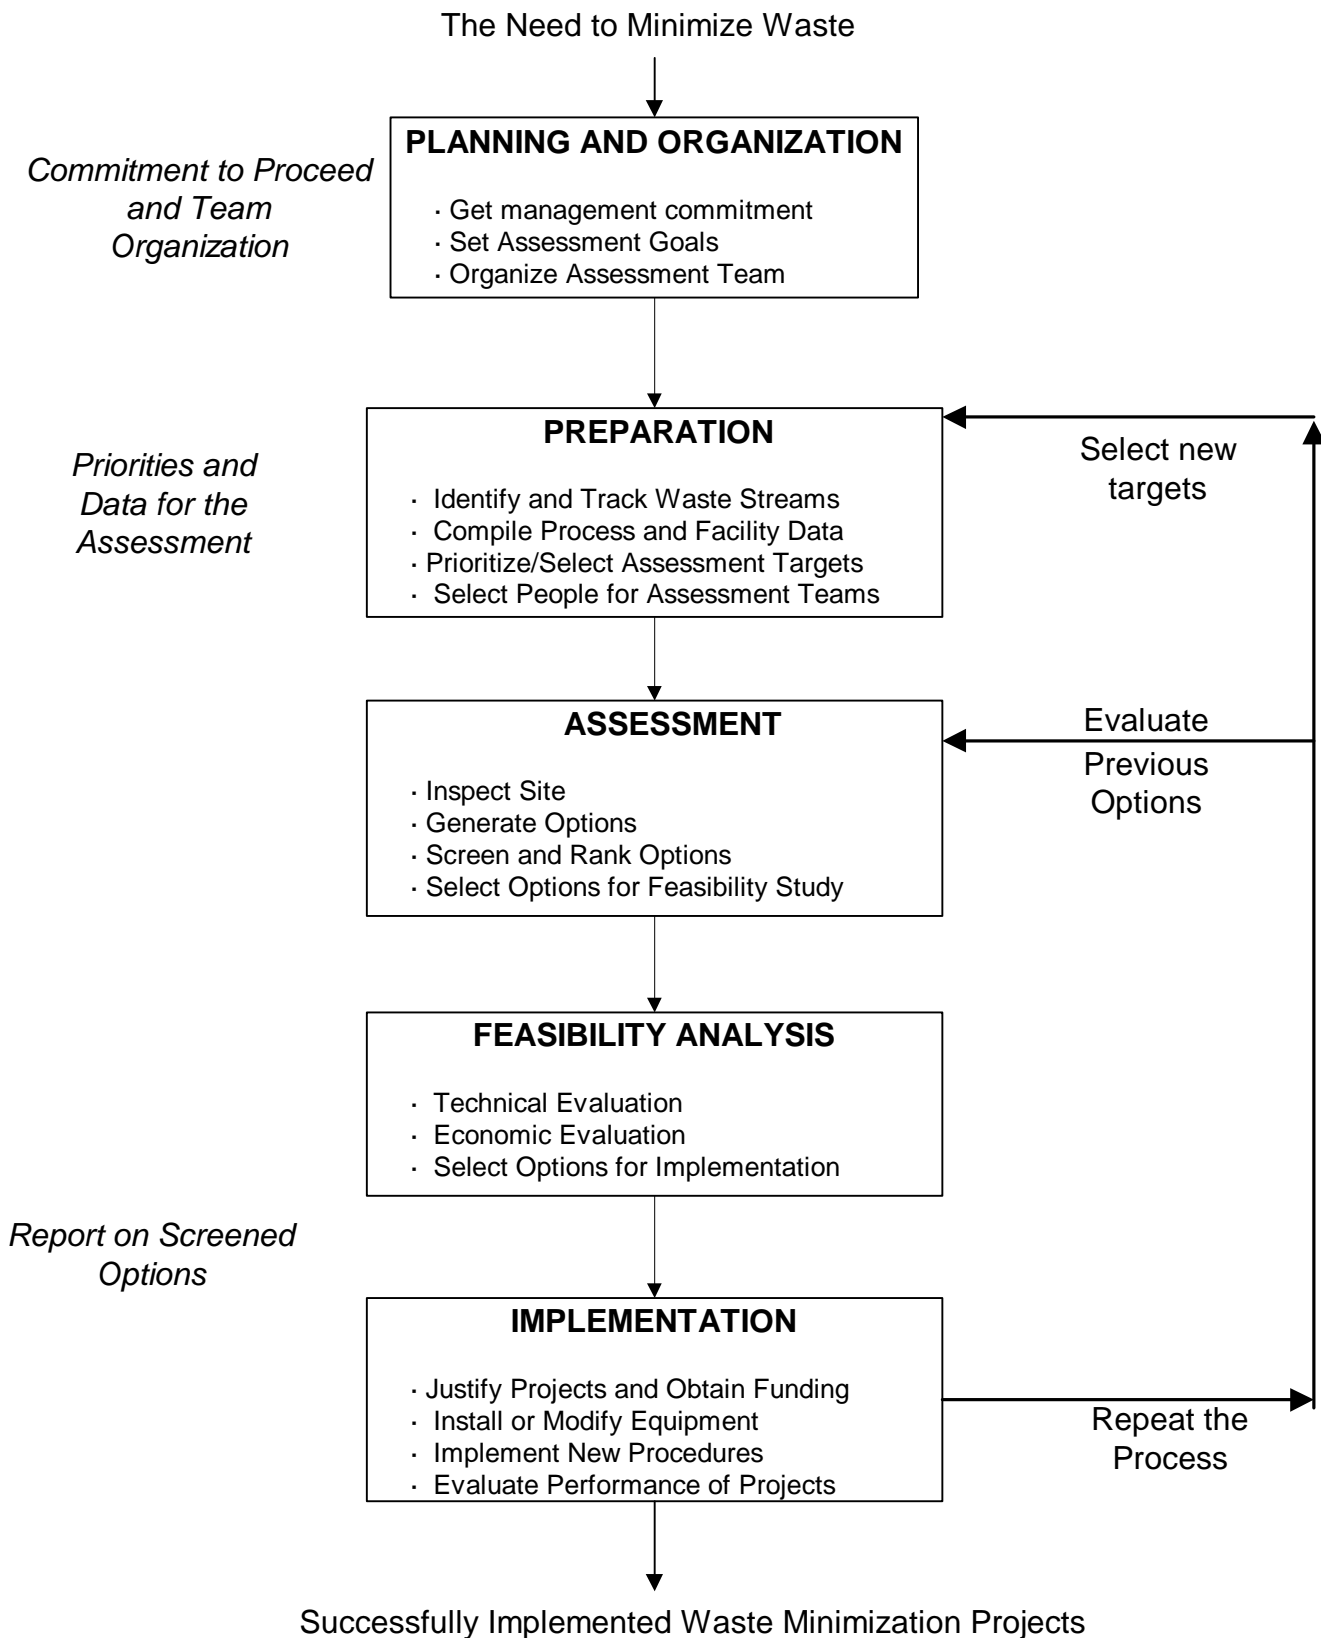 The Need to Minimize Waste
PLANNING AND ORGANIZATION
Commitment to Proceed
and Team
Organization
· Get management commitment
· Set Assessment Goals
· Organize Assessment Team
PREPARATION
Priorities and
Data for the
Assessment
· Identify and Track Waste Streams
· Compile Process and Facility Data
· Prioritize/Select Assessment Targets
· Select People for Assessment Teams
Select new
targets
ASSESSMENT
· Inspect Site
· Generate Options
· Screen and Rank Options
· Select Options for Feasibility Study
Evaluate
Previous
Options
FEASIBILITY ANALYSIS
· Technical Evaluation
· Economic Evaluation
· Select Options for Implementation
Report on Screened
Options
IMPLEMENTATION
· Justify Projects and Obtain Funding
· Install or Modify Equipment
· Implement New Procedures
· Evaluate Performance of Projects
Repeat the
Process
Successfully Implemented Waste Minimization Projects